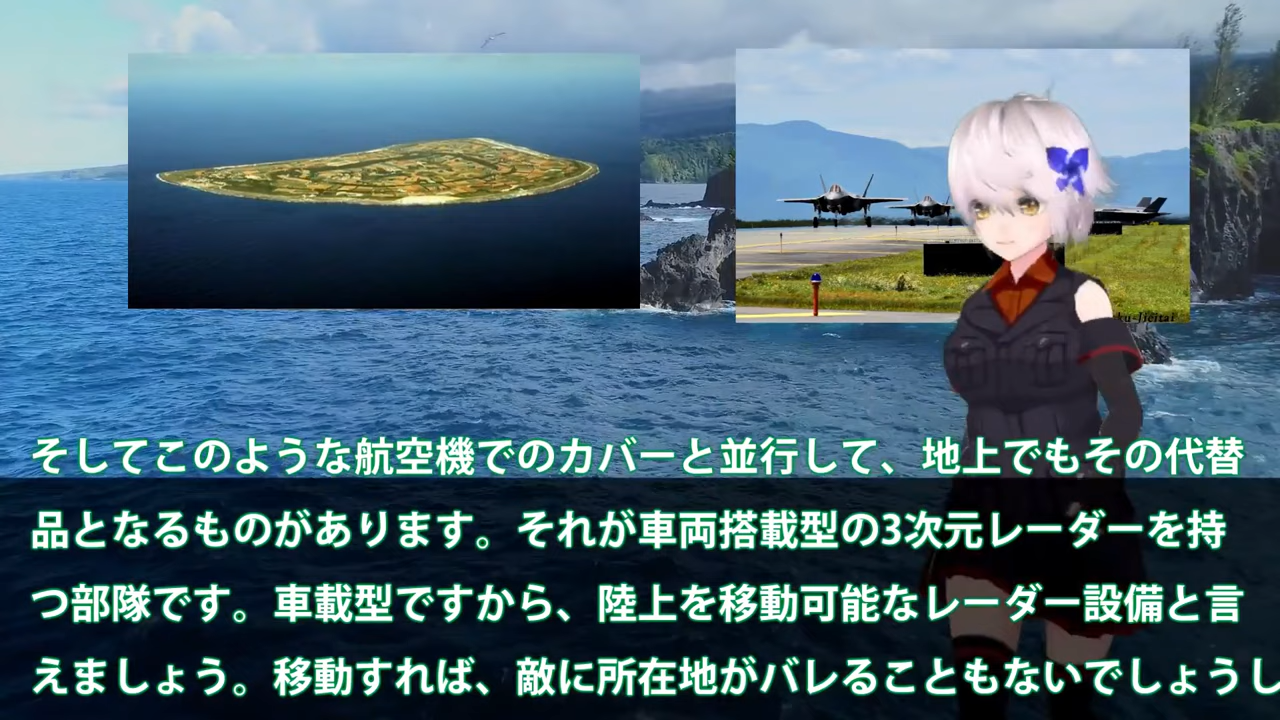 そしてこのような航空機でのカバーと並行して、地上でもその代替
品となるものがあります。それが車両搭載型の3次元レーダーを持
つ部隊です。車載型ですから、陸上を移動可能なレーダー設備と言
えましょう。移動すれば、敵に所在地がバレることもないでしょうし